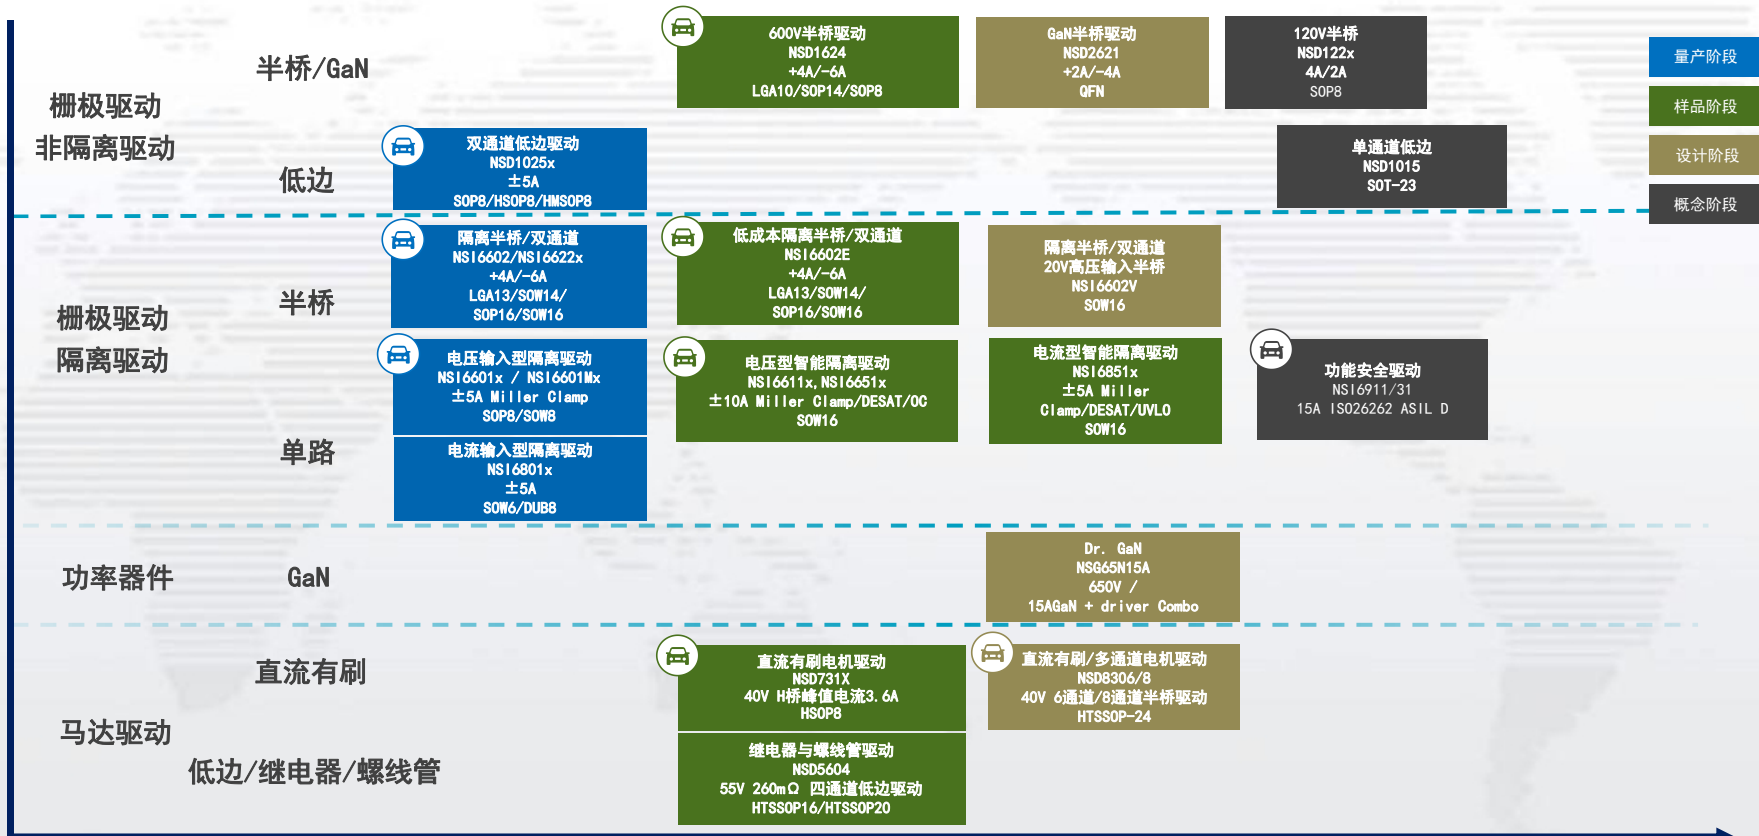 半桥/GaN
栅极驱动
非隔离驱动
低边
600V半桥驱动
NSD1624
+4A/-6A
LGA10/SOP14/SOP8
GaN半桥驱动
NSD2621
+2A/-4A
QFN
120V半桥
NSD122x
4A/2A
SOP8
双通道低边驱动
NSD1025x
±5A
SOP8/HSOP8/HMSOP8
单通道低边
NSD1015
SOT-23
量产阶段
样品阶段
设计阶段
概念阶段
栅极驱动
隔离驱动
半桥
单路
隔离半桥/双通道
NSI6602/NSI6622x
+4A/-6A
LGA13/SOW14/
SOP16/SOW16
低成本隔离半桥/双通道
NSI6602E
+4A/-6A
LGA13/SOW14/
SOP16/SOW16
隔离半桥/双通道
20V高压输入半桥
NSI6602V
SOW16
电压输入型隔离驱动
NSI6601x / NSI6601Mx
±5A Miller Clamp
SOP8/SOW8
电压型智能隔离驱动
NSI6611x,NSI6651x
±10A Miller Clamp/DESAT/OC
SOW16
电流型智能隔离驱动
NSI6851x
±5A Miller
Clamp/DESAT/UVLO
SOW16
功能安全驱动
NSI6911/31
15A ISO26262 ASIL D
电流输入型隔离驱动
NSI6801x
±5A
SOW6/DUB8
功率器件
GaN
Dr. GaN
NSG65N15A
650V /
15AGaN + driver Combo
直流有刷
马达驱动
低边/继电器/螺线管
直流有刷电机驱动
NSD731X
40V H桥峰值电流3.6A
HSOP8
直流有刷/多通道电机驱动
NSD8306/8
40V 6通道/8通道半桥驱动
HTSSOP-24
继电器与螺线管驱动
NSD5604
55V 260mΩ 四通道低边驱动
HTSSOP16/HTSSOP20